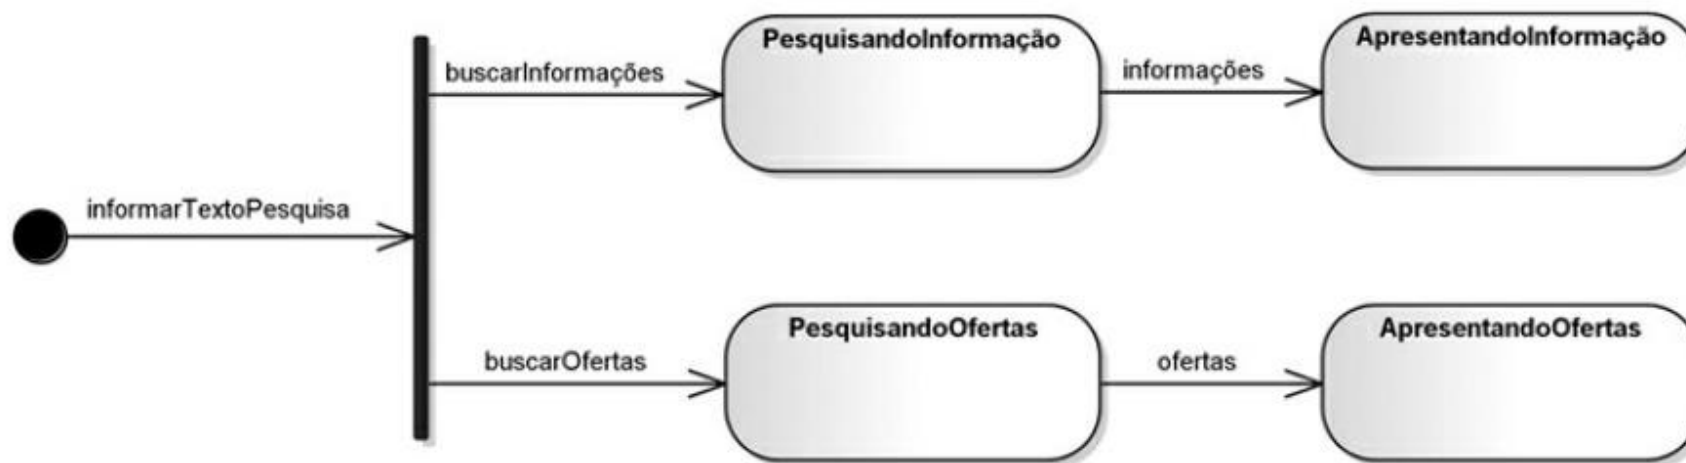 PesquisandoInformação
ApresentandoInformação
buscarInformações
informações
informarTextoPesquisa
PesquisandoOfertas
ApresentandoOfertas
buscarOfertas
ofertas